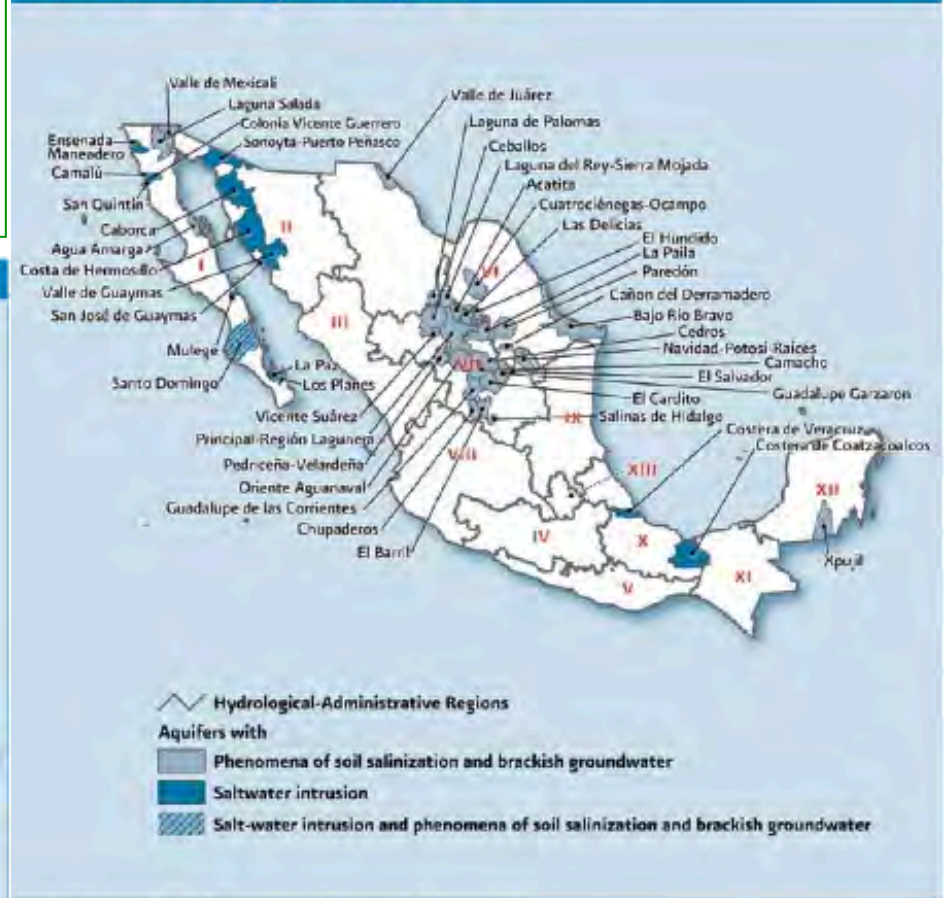 Valle de Mexicali
Laguna Salada
Colonia Vicente Guerrero
Sonoyta-Puerto Peñasco
Ensenada
Maneadero
Camalú
San Quintín
Caborca
Agua Amarga
Costa de Hermosillo
Valle de Guaymas
San José de Guaymas
Mulegé
Santo Domingo
La Paz
Los Planes
Valle de Juárez
Laguna de Palomas
Ceballos
Laguna del Rey-Sierra Mojada
Acatita
Cuatrociénegas-Ocampo
Las Delicias
El Hundido
La Paila
Paredón
Cañon del Derramadero
Bajo Río Bravo
Cedros
Navidad-Potosí-Raíces
Camacho
El Salvador
Guadalupe Garzaron
El Cardito
Salinas de Hidalgo
Costera de Veracruz
Costera de Coatzacoalcos
Vicente Suárez
Principal-Región Lagunera
Pedriceña-Velardeña
Oriente Aguanaval
Guadalupe de las Corrientes
Chupaderos
El Barril
Xpujil
I
II
III
VI
VIII
IX
XIII
IV
X
V
XI
XII
Hydrological-Administrative Regions
Aquifers with
Phenomena of soil salinization and brackish groundwater
Saltwater intrusion
Salt-water intrusion and phenomena of soil salinization and brackish groundwater